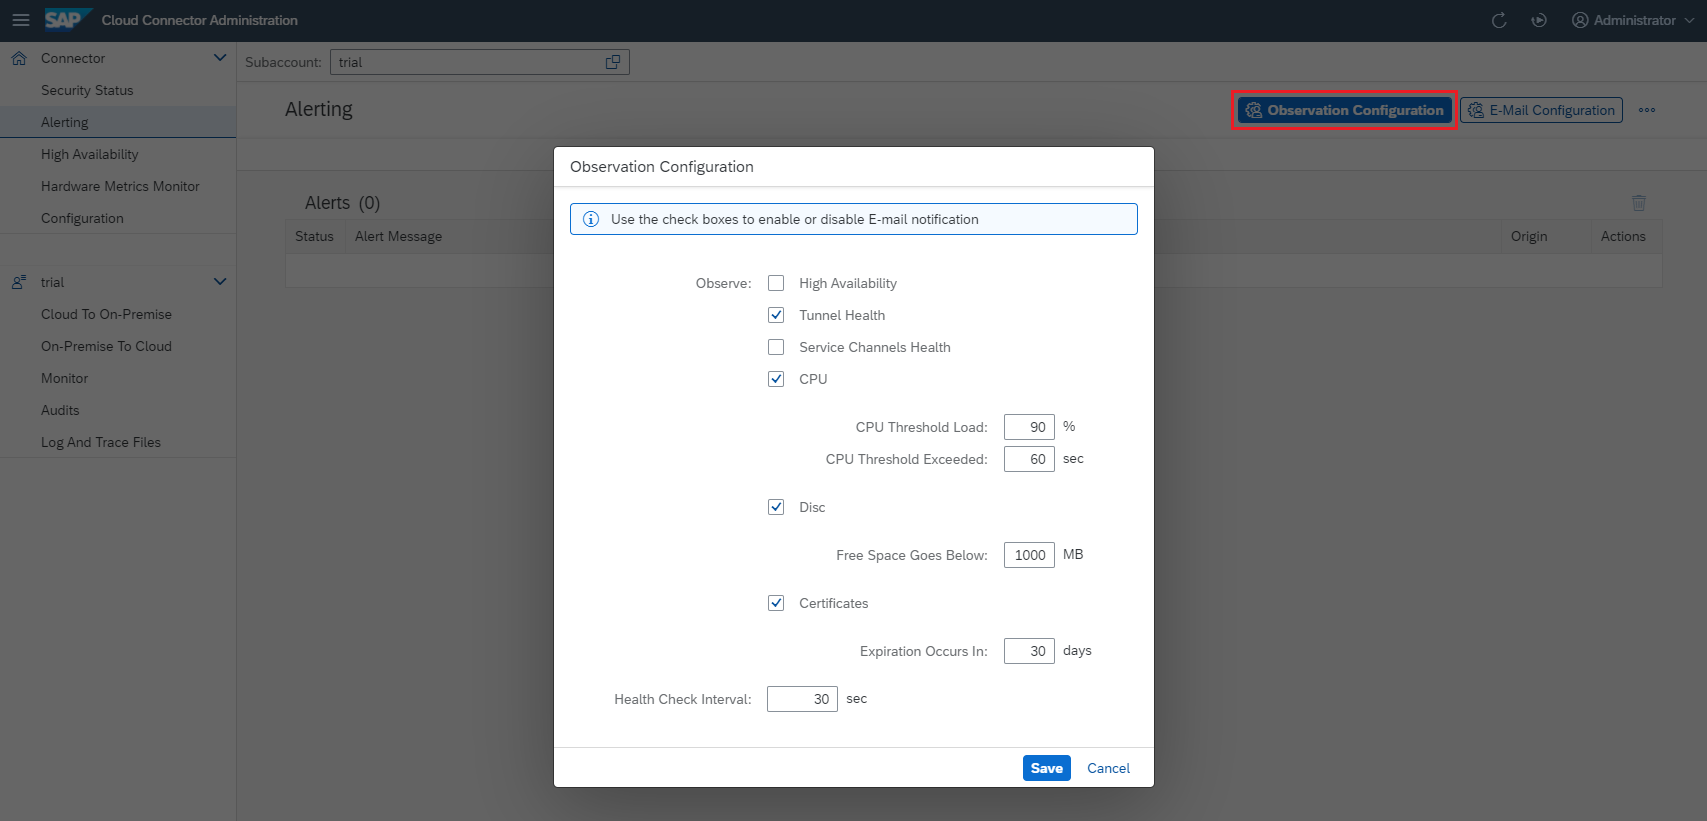 SAP Cloud Connector Administration
Administrator
Connector
Security Status
Alerting
High Availability
Hardware Metrics Monitor
Configuration
trial
Cloud To On-Premise
On-Premise To Cloud
Monitor
Audits
Log And Trace Files
Subaccount: trial
Alerting
Observation Configuration
E-Mail Configuration
Alerts (0)
Status Alert Message Origin Actions
Observation Configuration
Use the check boxes to enable or disable E-mail notification
Observe: High Availability
Tunnel Health
Service Channels Health
CPU
CPU Threshold Load: 90 %
CPU Threshold Exceeded: 60 sec
Disc
Free Space Goes Below: 1000 MB
Certificates
Expiration Occurs In: 30 days
Health Check Interval: 30 sec
Save Cancel